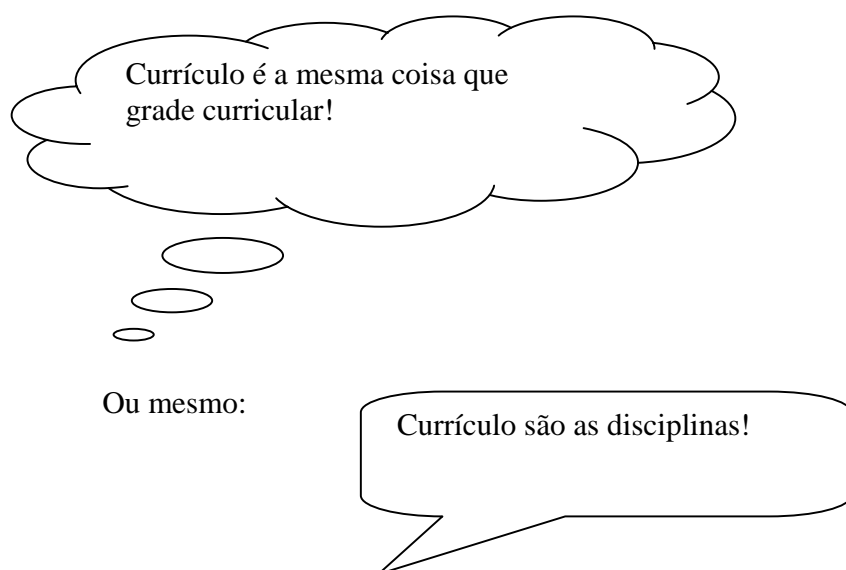 Currículo é a mesma coisa que
grade curricular!
Ou mesmo:
Currículo são as disciplinas!